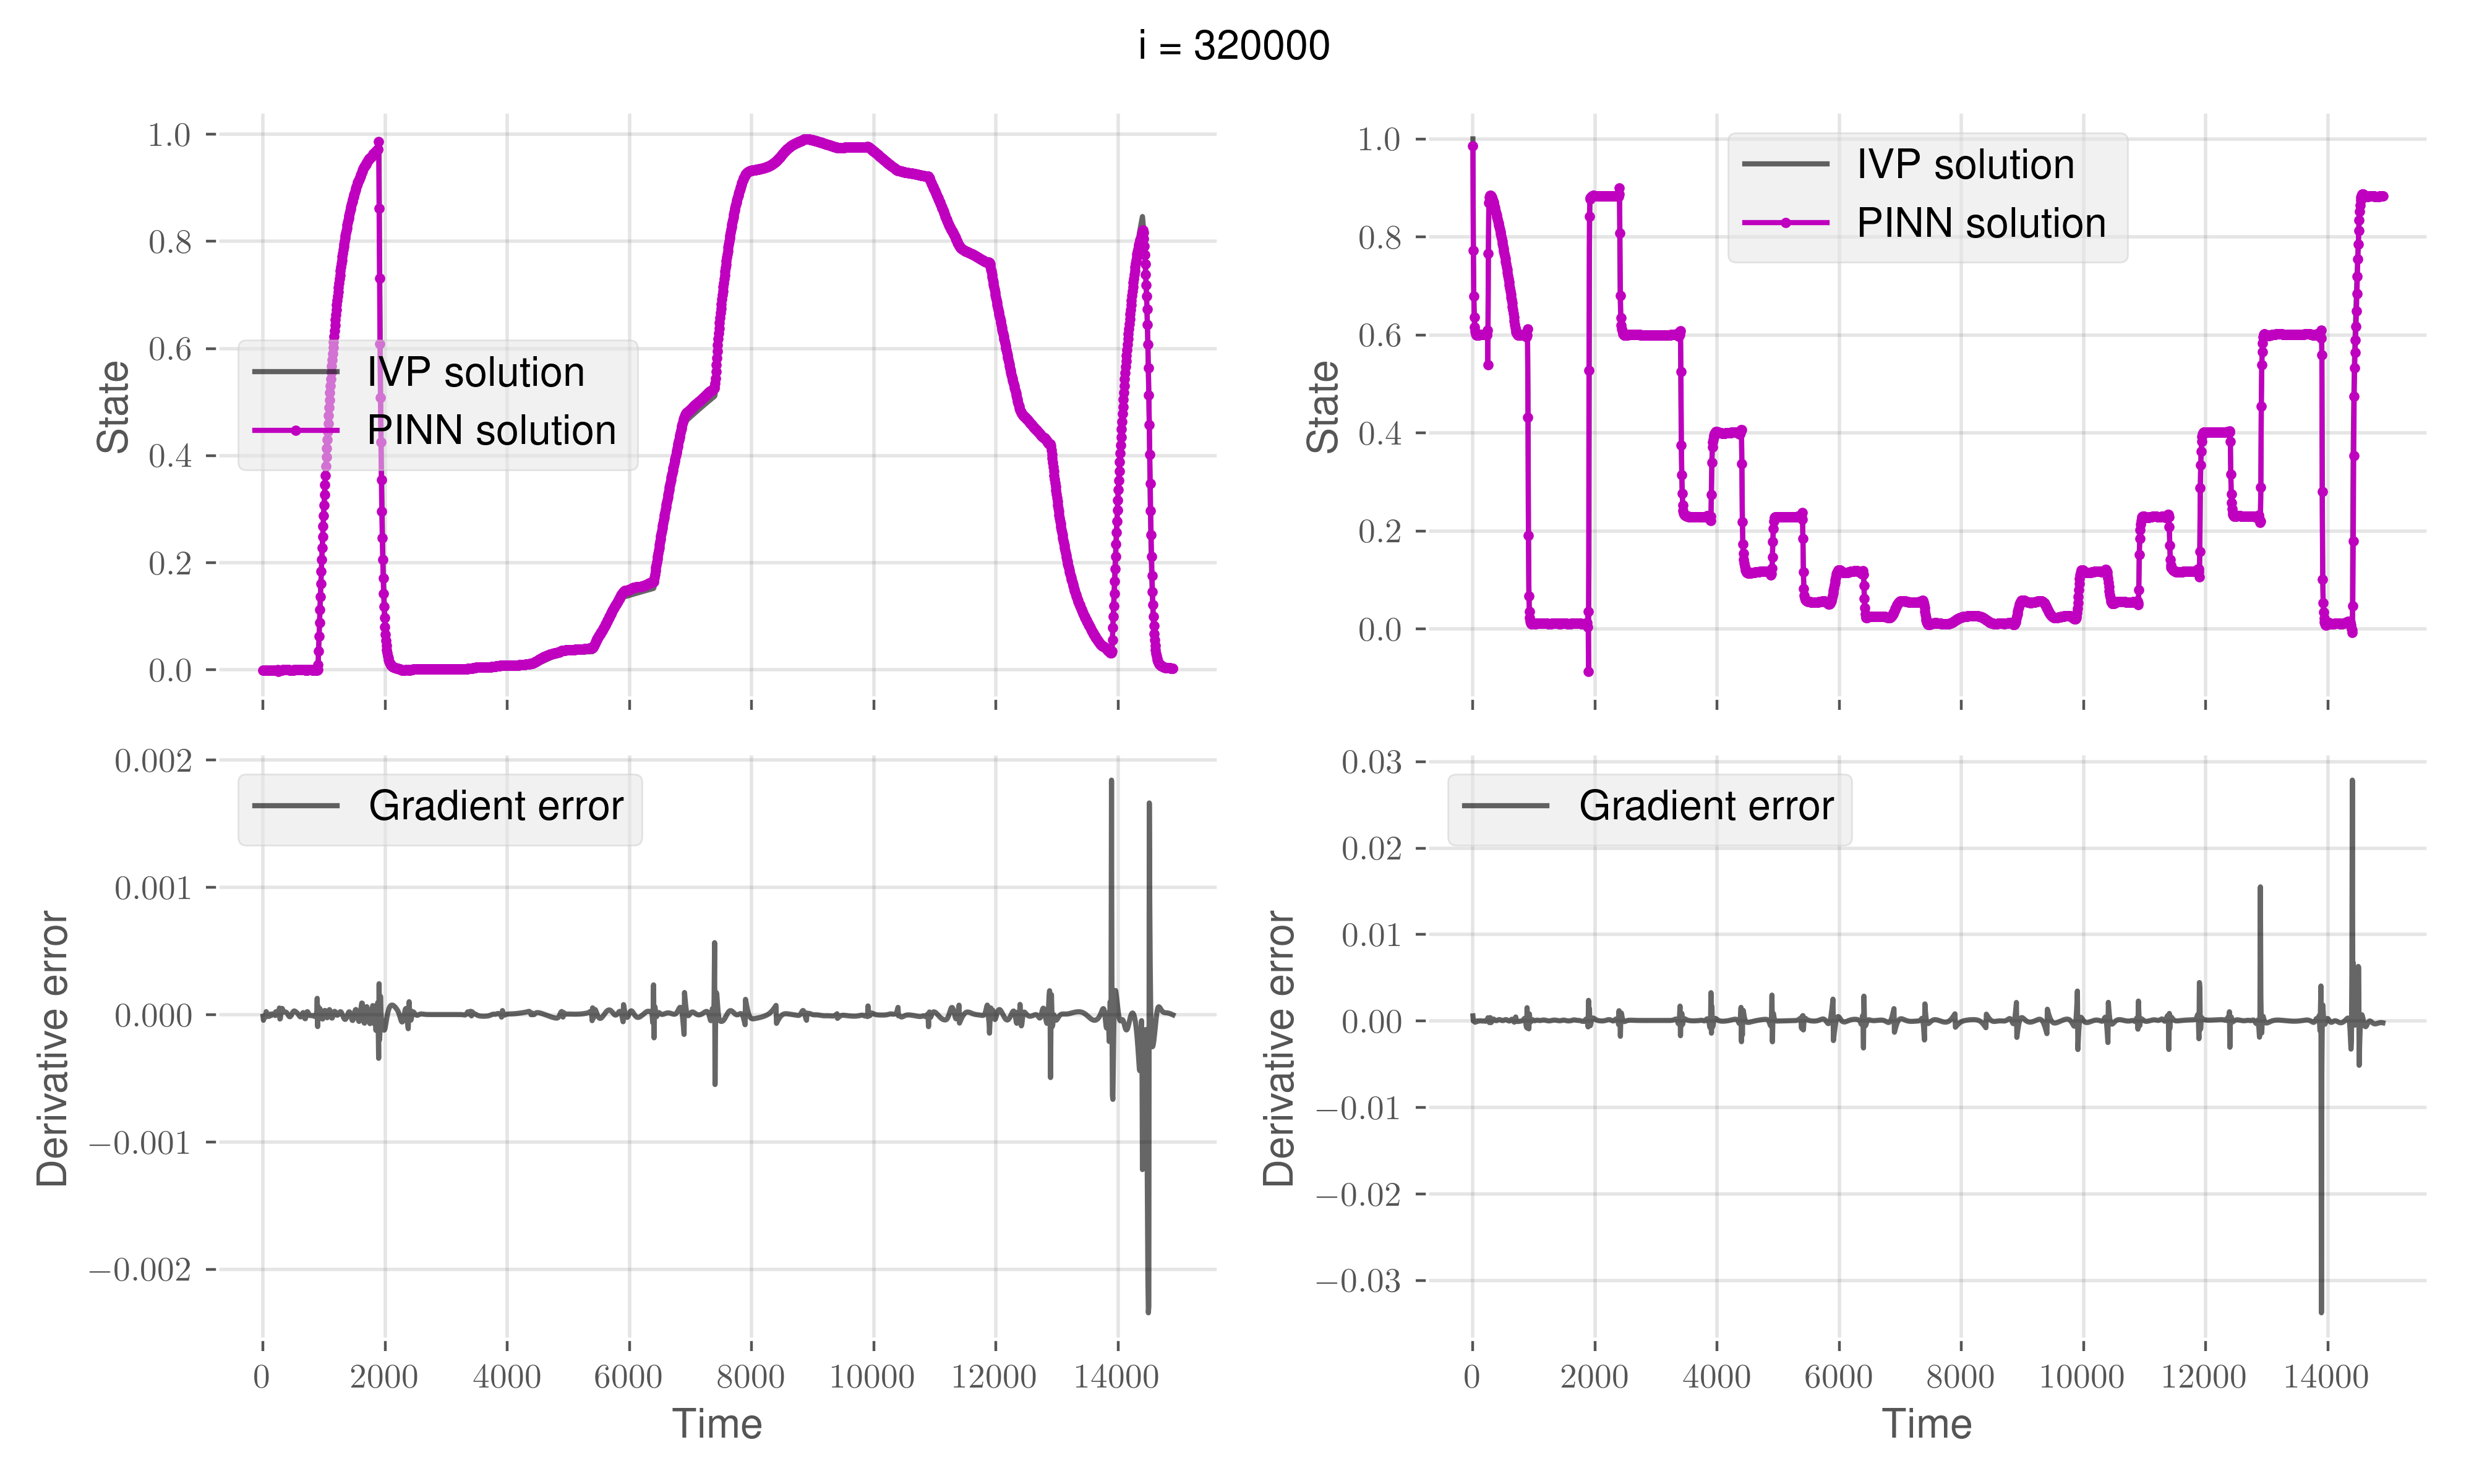 i = 320000
1.0
0.8
0.6
0.4
0.2
0.0
State
IVP solution
PINN solution
1.0
0.8
0.6
0.4
0.2
0.0
State
IVP solution
PINN solution
0.002
0.001
0.000
−0.001
−0.002
Derivative error
Gradient error
0 2000 4000 6000 8000 10000 12000 14000
Time
0.03
0.02
0.01
0.00
−0.01
−0.02
−0.03
Derivative error
Gradient error
0 2000 4000 6000 8000 10000 12000 14000
Time